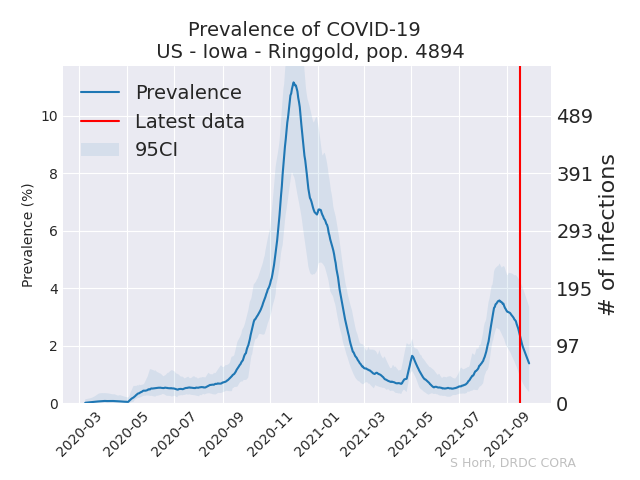 Prevalence of COVID-19
US - Iowa - Ringgold, pop. 4894
Prevalence
Latest data
95CI
Prevalence (%)
10
8
6
4
2
0
489
391
293
195
97
0
# of infections
2020-03
2020-05
2020-07
2020-09
2020-11
2021-01
2021-03
2021-05
2021-07
2021-09
S Horn, DRDC CORA